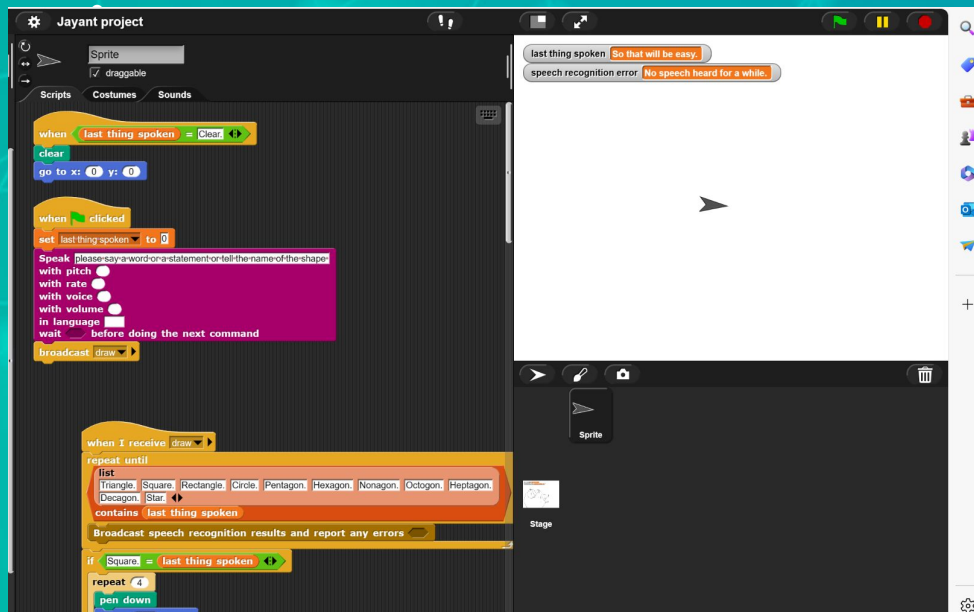 Jayant project
Sprite
draggable
Scripts Costumes Sounds
when last thing spoken = Clear.
clear
go to x: 0 y: 0
when clicked
set last thing spoken to 0
Speak please say a word or a statement or tell the name of the shape
with pitch
with rate
with voice
with volume
in language
wait before doing the next command
broadcast draw
when I receive draw
repeat until
list
Triangle. Square. Rectangle. Circle. Pentagon. Hexagon. Nonagon. Octogon. Heptagon.
Decagon. Star.
contains last thing spoken
Broadcast speech recognition results and report any errors
if Square. = last thing spoken
repeat 4
pen down
last thing spoken So that will be easy.
speech recognition error No speech heard for a while.
Sprite
Stage